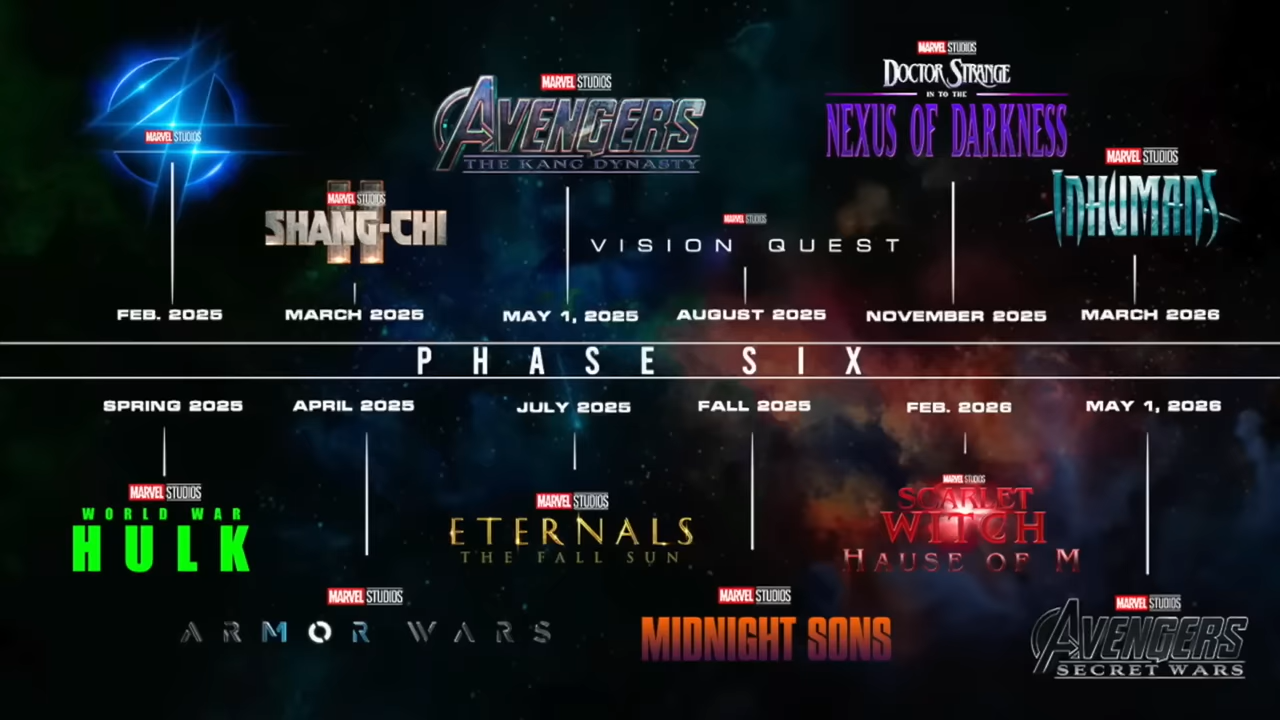 MARVEL STUDIOS
FEB. 2025
MARVEL STUDIOS
SHANG-CHI
MARCH 2025
MARVEL STUDIOS
AVENGERS
THE KANG DYNASTY
MAY 1, 2025
MARVEL STUDIOS
VISION QUEST
AUGUST 2025
MARVEL STUDIOS
DOCTOR STRANGE
IN TO THE
NEXUS OF DARKNESS
NOVEMBER 2025
MARVEL STUDIOS
INHUMANS
MARCH 2026
PHASE SIX
SPRING 2025
MARVEL STUDIOS
WORLD WAR
HULK
APRIL 2025
MARVEL STUDIOS
ARMOR WARS
JULY 2025
MARVEL STUDIOS
ETERNALS
THE FALL SUN
FALL 2025
MARVEL STUDIOS
MIDNIGHT SONS
FEB. 2026
MARVEL STUDIOS
SCARLET
WITCH
HAUSE OF M
MAY 1, 2026
MARVEL STUDIOS
AVENGERS
SECRET WARS